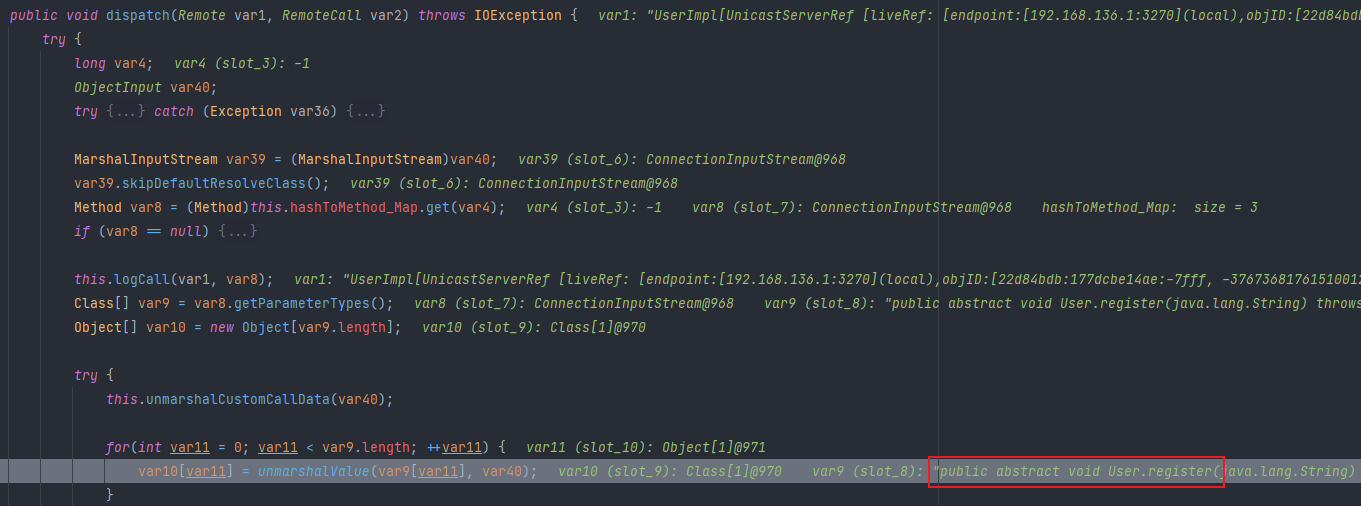 public void dispatch(Remote var1, RemoteCall var2) throws IOException {   var1: "UserImpl[UnicastServerRef [liveRef: [endpoint:[192.168.136.1:3270](local),objID:[22d84bdb
try {
long var4;   var4 (slot_3): -1
ObjectInput var40;
try {...} catch (Exception var36) {...}
MarshalInputStream var39 = (MarshalInputStream)var40;   var39 (slot_6): ConnectionInputStream@968
var39.skipDefaultResolveClass();   var39 (slot_6): ConnectionInputStream@968
Method var8 = (Method)this.hashToMethod_Map.get(var4);   var4 (slot_3): -1   var8 (slot_7): ConnectionInputStream@968   hashToMethod_Map:  size = 3
if (var8 == null) {...}
this.logCall(var1, var8);   var1: "UserImpl[UnicastServerRef [liveRef: [endpoint:[192.168.136.1:3270](local),objID:[22d84bdb:177dcbe14ae:-7fff, -3767368176151001​2
Class[] var9 = var8.getParameterTypes();   var8 (slot_7): ConnectionInputStream@968   var9 (slot_8): "public abstract void User.register(java.lang.String) throws
Object[] var10 = new Object[var9.length];   var10 (slot_9): Class[1]@970
try {
this.unmarshalCustomCallData(var40);
for(int var11 = 0; var11 < var9.length; ++var11) {   var11 (slot_10): Object[1]@971
var10[var11] = unmarshalValue(var9[var11], var40);   var10 (slot_9): Class[1]@970   var9 (slot_8): "public abstract void User.register(java.lang.String)
}